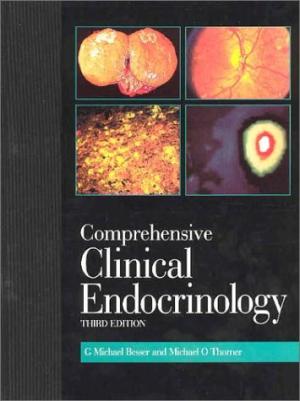 Comprehensive
Clinical
Endocrinology
THIRD EDITION
G Michael Besser and Michael O Thorner